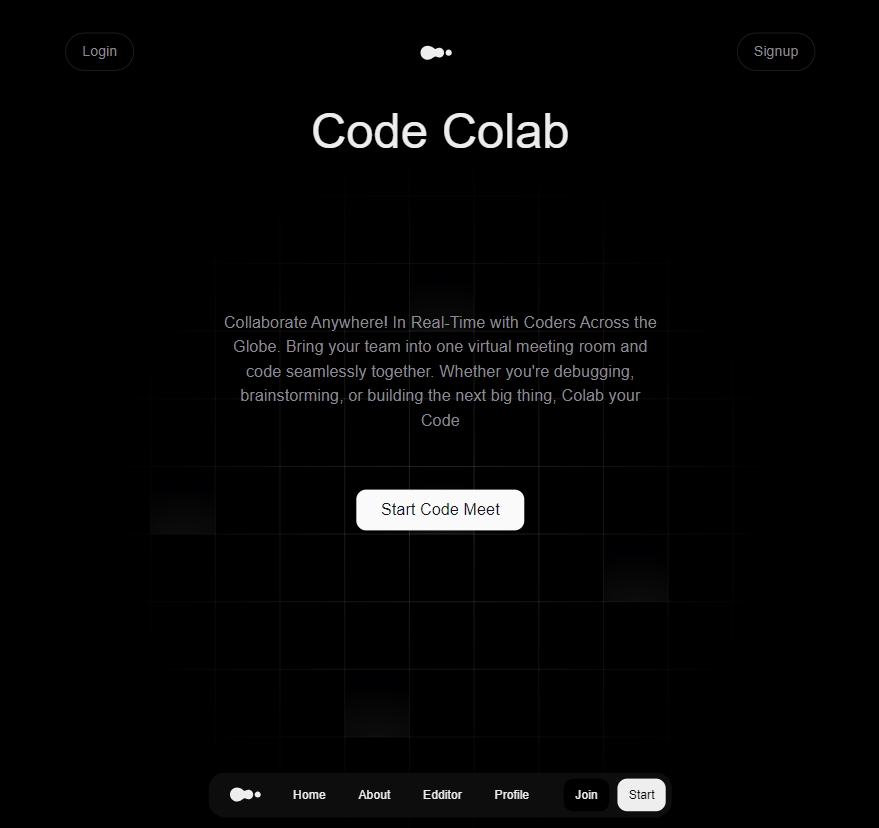 Login
Signup
Code Colab
Collaborate Anywhere! In Real-Time with Coders Across the
Globe. Bring your team into one virtual meeting room and
code seamlessly together. Whether you're debugging,
brainstorming, or building the next big thing, Colab your
Code
Start Code Meet
Home About Edditor Profile Join Start